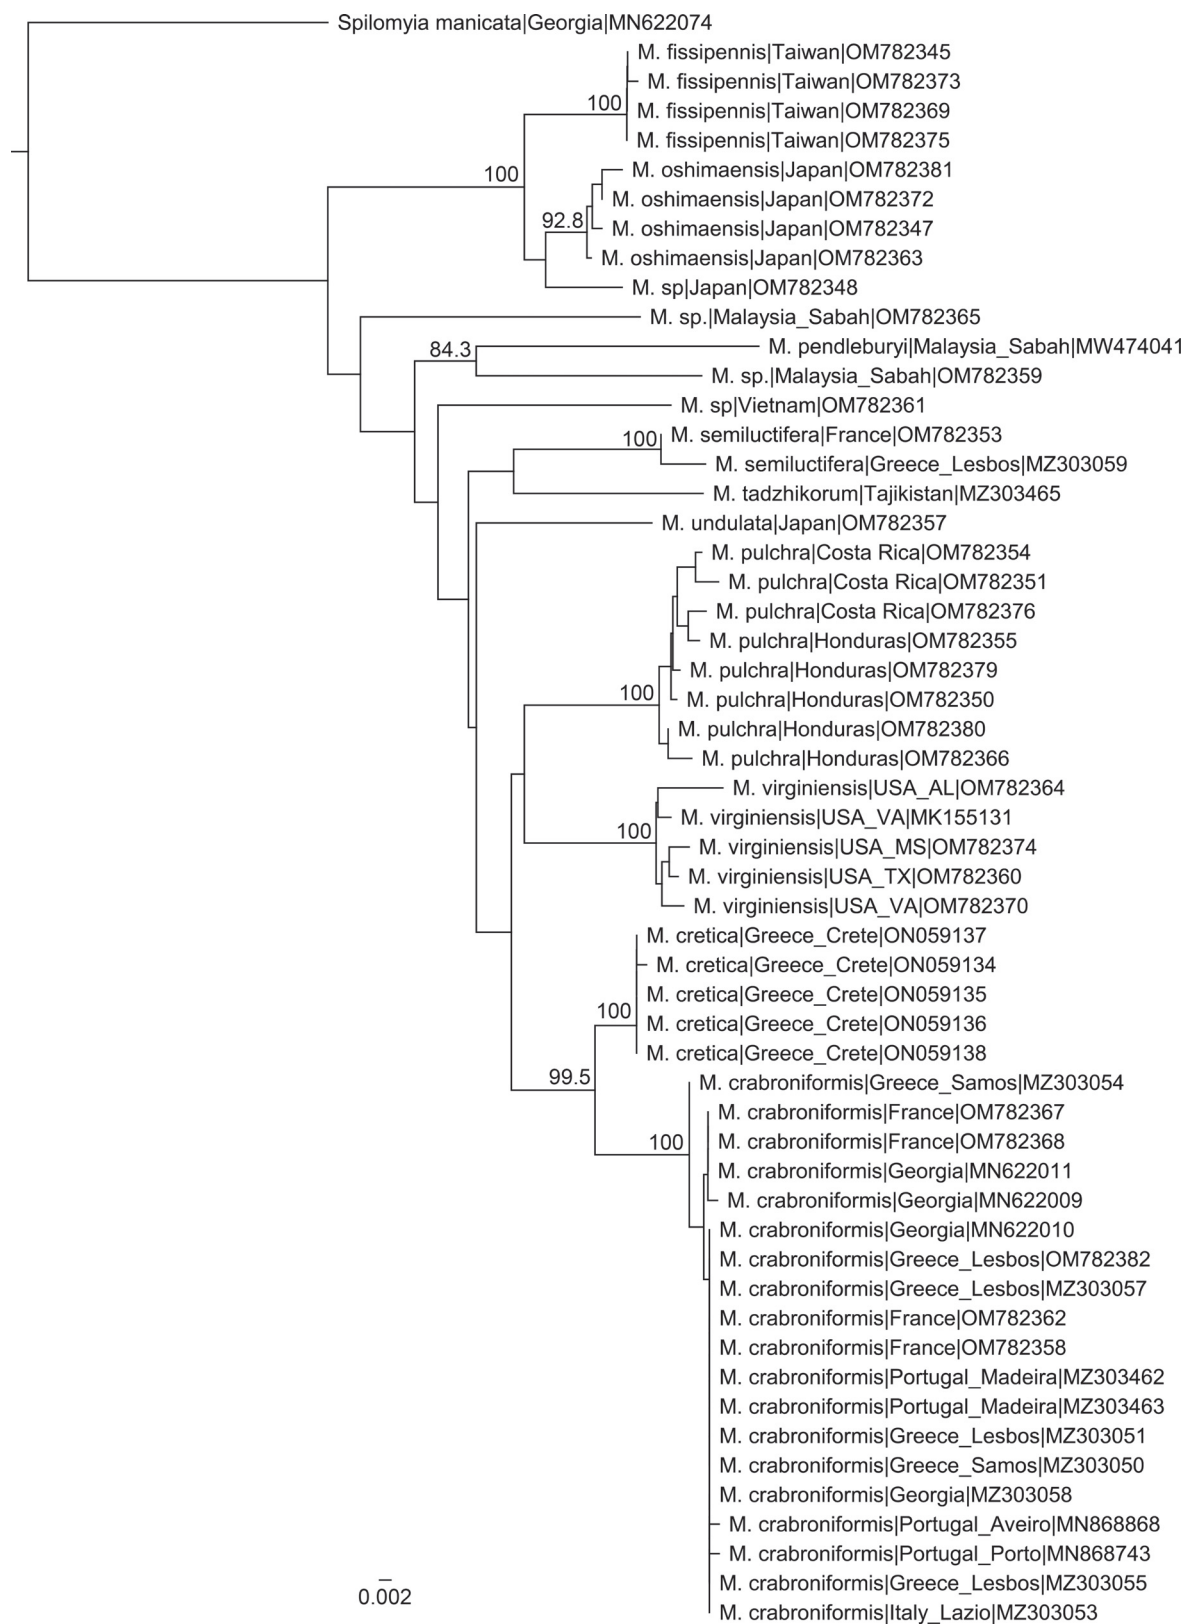 Spilomyia manicata|Georgia|MN622074
M. fissipennis|Taiwan|OM782345
M. fissipennis|Taiwan|OM782373
100
M. fissipennis|Taiwan|OM782369
M. fissipennis|Taiwan|OM782375
100
M. oshimaensis|Japan|OM782381
M. oshimaensis|Japan|OM782372
92.8
M. oshimaensis|Japan|OM782347
M. oshimaensis|Japan|OM782363
M. sp|Japan|OM782348
M. sp.|Malaysia_Sabah|OM782365
84.3
M. pendleburyi|Malaysia_Sabah|MW474041
M. sp.|Malaysia_Sabah|OM782359
M. sp|Vietnam|OM782361
100
M. semiluctifera|France|OM782353
M. semiluctifera|Greece_Lesbos|MZ303059
M. tadzhikorum|Tajikistan|MZ303465
M. undulata|Japan|OM782357
M. pulchra|Costa Rica|OM782354
M. pulchra|Costa Rica|OM782351
M. pulchra|Costa Rica|OM782376
M. pulchra|Honduras|OM782355
M. pulchra|Honduras|OM782379
100
M. pulchra|Honduras|OM782350
M. pulchra|Honduras|OM782380
M. pulchra|Honduras|OM782366
M. virginiensis|USA_AL|OM782364
M. virginiensis|USA_VA|MK155131
100
M. virginiensis|USA_MS|OM782374
M. virginiensis|USA_TX|OM782360
M. virginiensis|USA_VA|OM782370
M. cretica|Greece_Crete|ON059137
M. cretica|Greece_Crete|ON059134
M. cretica|Greece_Crete|ON059135
100
M. cretica|Greece_Crete|ON059136
M. cretica|Greece_Crete|ON059138
99.5
M. crabroniformis|Greece_Samos|MZ303054
M. crabroniformis|France|OM782367
100
M. crabroniformis|France|OM782368
M. crabroniformis|Georgia|MN622011
M. crabroniformis|Georgia|MN622009
M. crabroniformis|Georgia|MN622010
M. crabroniformis|Greece_Lesbos|OM782382
M. crabroniformis|Greece_Lesbos|MZ303057
M. crabroniformis|France|OM782362
M. crabroniformis|France|OM782358
M. crabroniformis|Portugal_Madeira|MZ303462
M. crabroniformis|Portugal_Madeira|MZ303463
M. crabroniformis|Greece_Lesbos|MZ303051
M. crabroniformis|Greece_Samos|MZ303050
M. crabroniformis|Georgia|MZ303058
M. crabroniformis|Portugal_Aveiro|MN868868
M. crabroniformis|Portugal_Porto|MN868743
M. crabroniformis|Greece_Lesbos|MZ303055
0.002
M. crabroniformis|Italy_Lazio|MZ303053